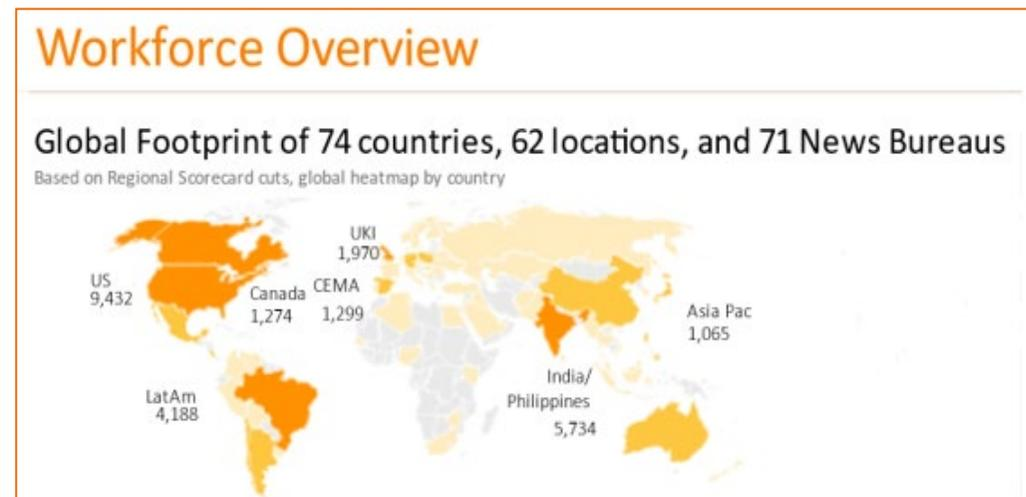 Workforce Overview
Global Footprint of 74 countries, 62 locations, and 71 News Bureaus
Based on Regional Scorecard cuts, global heatmap by country
UKI
1,970
US
9,432
Canada
1,274
CEMA
1,299
Asia Pac
1,065
India/
Philippines
5,734
LatAm
4,188